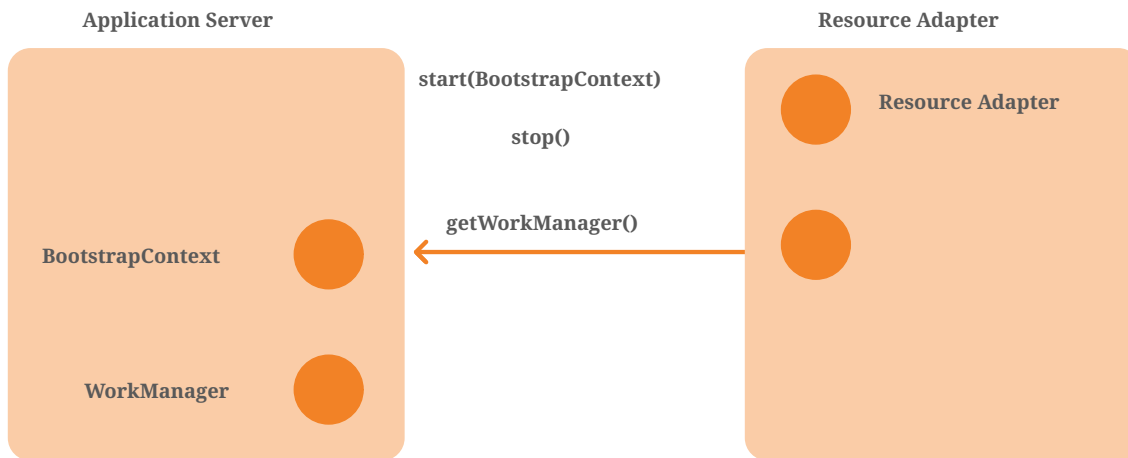 Application Server
Resource Adapter
start(BootstrapContext)
Resource Adapter
stop()
getWorkManager()
BootstrapContext
WorkManager